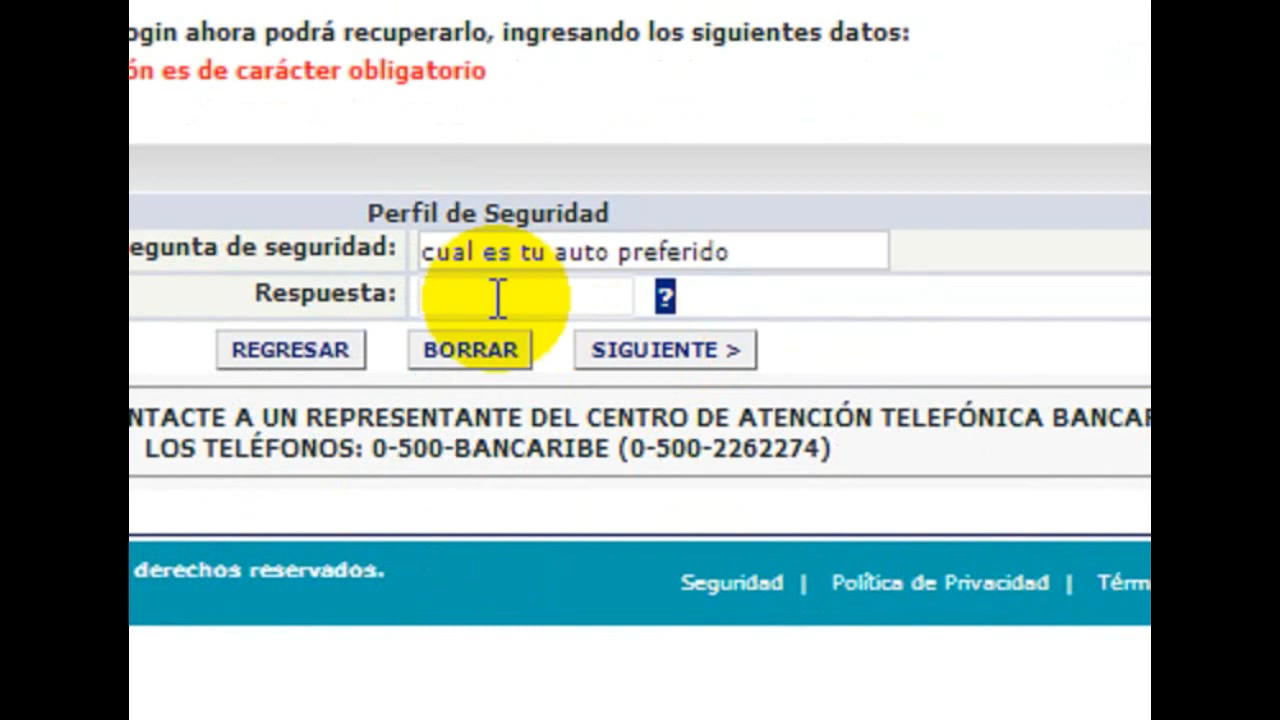 ogin ahora podrá recuperarlo, ingresando los siguientes datos:
ón es de carácter obligatorio
Perfil de Seguridad
egunta de seguridad: cual es tu auto preferido
Respuesta: ?
REGRESAR BORRAR SIGUIENTE >
NTACTE A UN REPRESENTANTE DEL CENTRO DE ATENCIÓN TELEFÓNICA BANCAR
LOS TELÉFONOS: 0-500-BANCARIBE (0-500-2262274)
derechos reservados.
Seguridad | Política de Privacidad | Térm